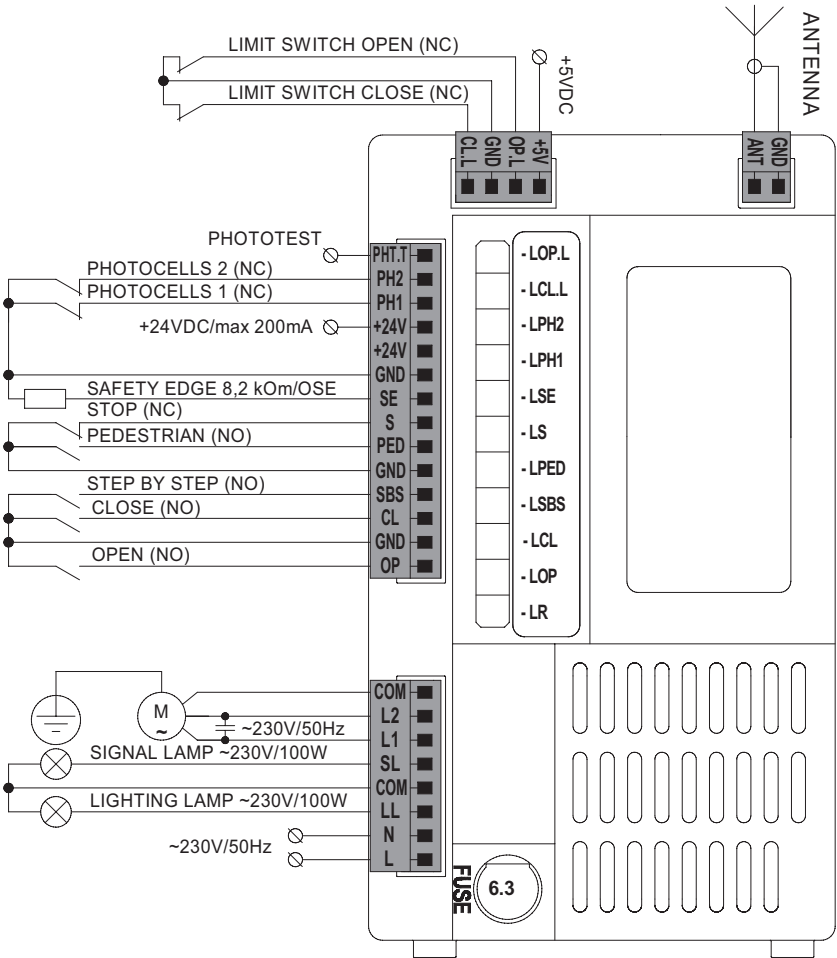 LIMIT SWITCH OPEN (NC)
LIMIT SWITCH CLOSE (NC)
+5VDC
ANTENNA
CL.L
GND
OP.L
+5V
ANT
GND
PHOTOTEST
PHT.T
PHOTOCELLS 2 (NC)
PH2
PHOTOCELLS 1 (NC)
PH1
+24VDC/max 200mA
+24V
+24V
GND
SAFETY EDGE 8,2 kOm/OSE
SE
STOP (NC)
S
PEDESTRIAN (NO)
PED
GND
STEP BY STEP (NO)
SBS
CLOSE (NO)
CL
GND
OPEN (NO)
OP
- LOP.L
- LCL.L
- LPH2
- LPH1
- LSE
- LS
- LPED
- LSBS
- LCL
- LOP
- LR
COM
M
~
L2
~230V/50Hz
L1
SIGNAL LAMP ~230V/100W
SL
COM
LIGHTING LAMP ~230V/100W
LL
~230V/50Hz
N
L
FUSE
6.3